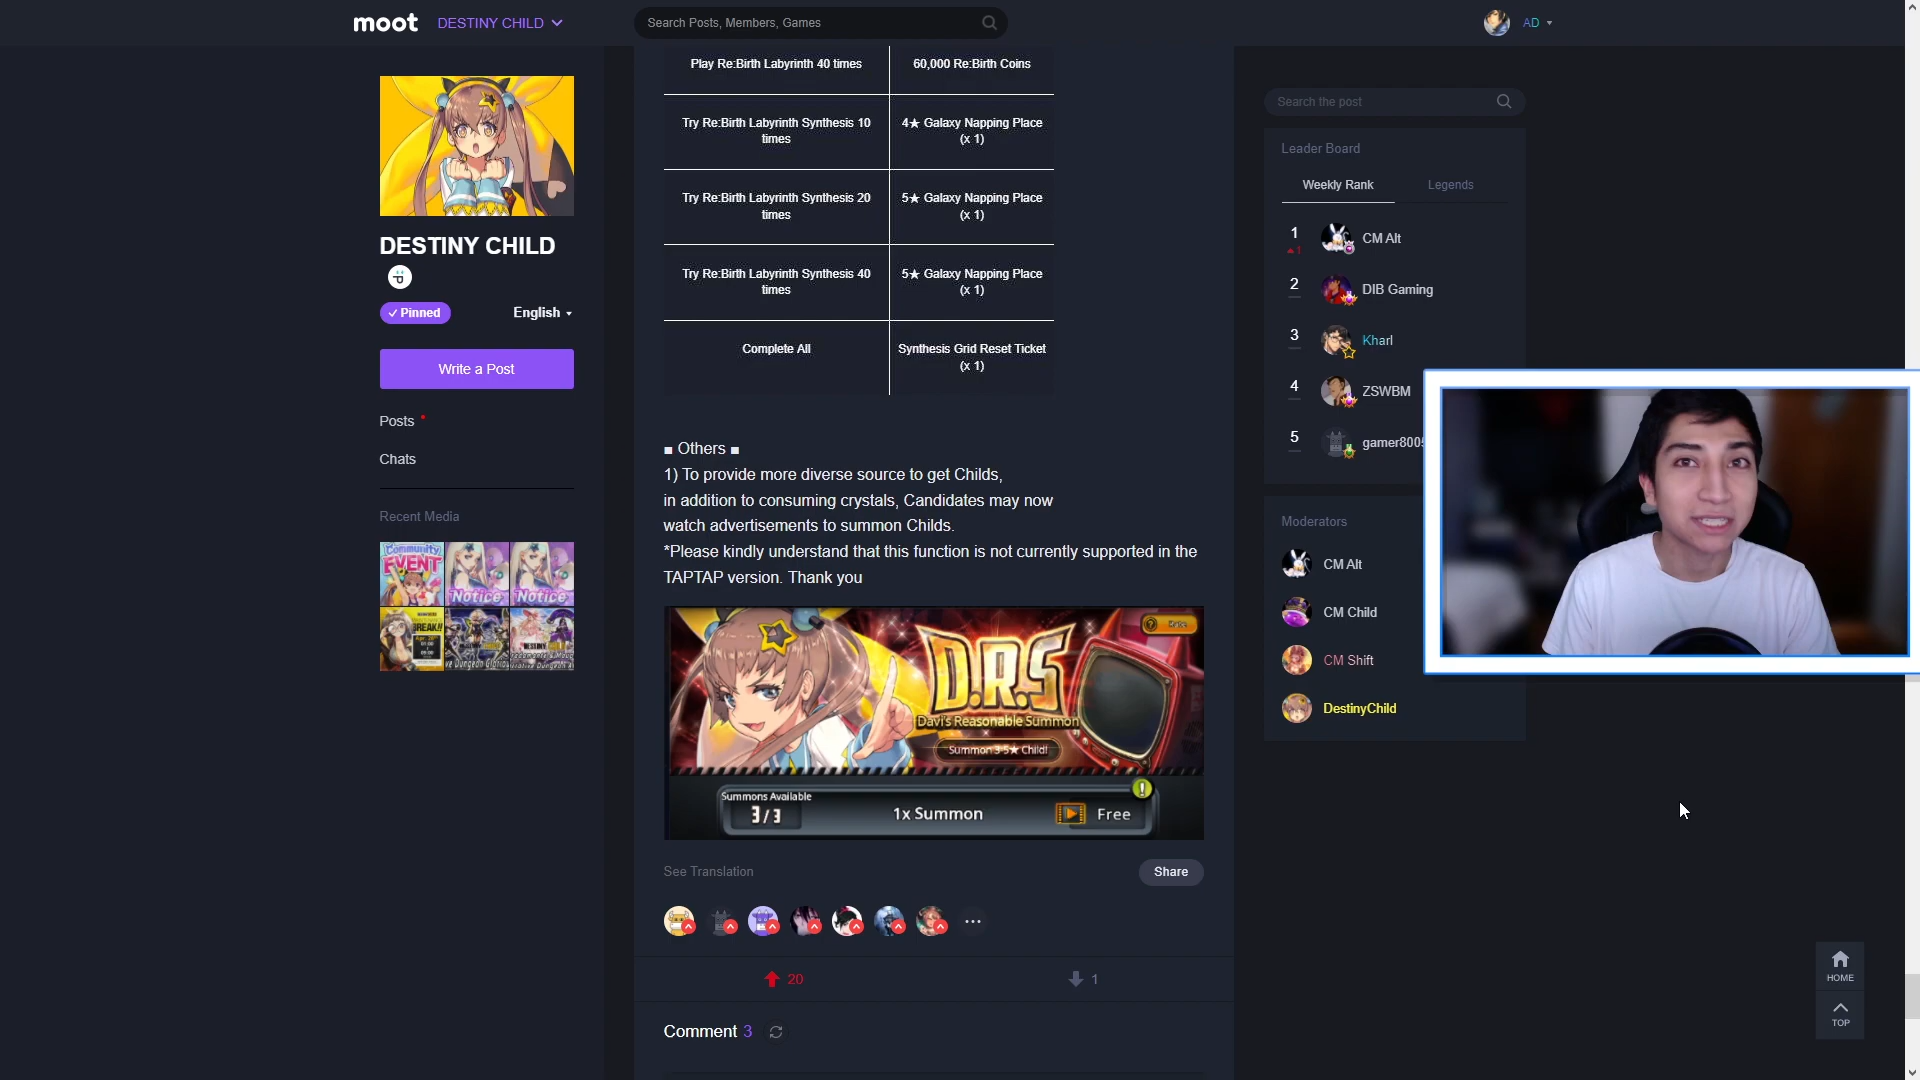 moot
DESTINY CHILD
Search Posts, Members, Games
AD
DESTINY CHILD
Pinned
English
Write a Post
Posts
Chats
Recent Media
Community
EVENT
Notice
Notice
BREAK!!
Play Re:Birth Labyrinth 40 times
60,000 Re:Birth Coins
Try Re:Birth Labyrinth Synthesis 10
times
4★ Galaxy Napping Place
(x 1)
Try Re:Birth Labyrinth Synthesis 20
times
5★ Galaxy Napping Place
(x 1)
Try Re:Birth Labyrinth Synthesis 40
times
5★ Galaxy Napping Place
(x 1)
Complete All
Synthesis Grid Reset Ticket
(x 1)
■ Others ■
1) To provide more diverse source to get Childs,
in addition to consuming crystals, Candidates may now
watch advertisements to summon Childs.
*Please kindly understand that this function is not currently supported in the
TAPTAP version. Thank you
Rate
D.R.S
Davi's Reasonable Summon
Summon 3-5★ Child!
Summons Available
3/3
1x Summon
Free
See Translation
Share
20
1
Comment 3
Search the post
Leader Board
Weekly Rank
Legends
1
1
CM Alt
2
DIB Gaming
3
Kharl
4
ZSWBM
5
gamer8005
Moderators
CM Alt
CM Child
CM Shift
DestinyChild
HOME
TOP